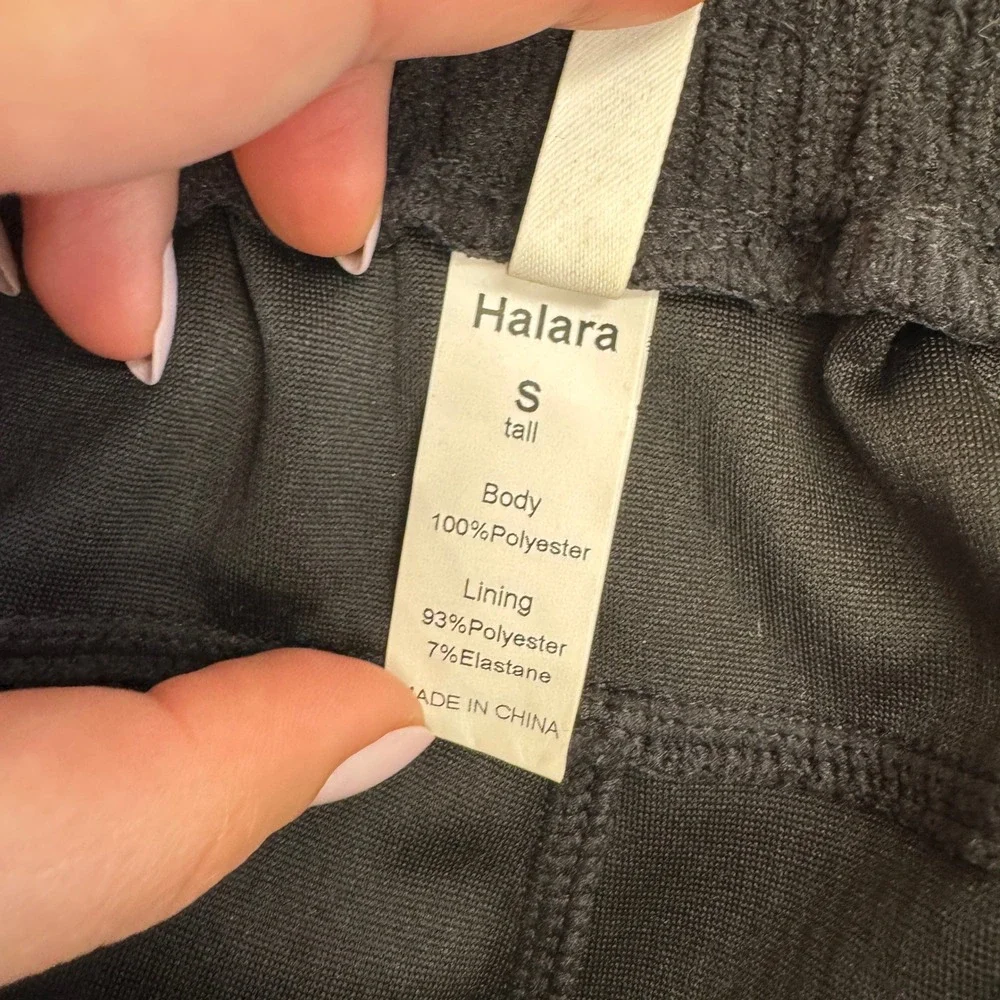 Halara
S
tall
Body
100%Polyester
Lining
93%Polyester
7%Elastane
MADE IN CHINA